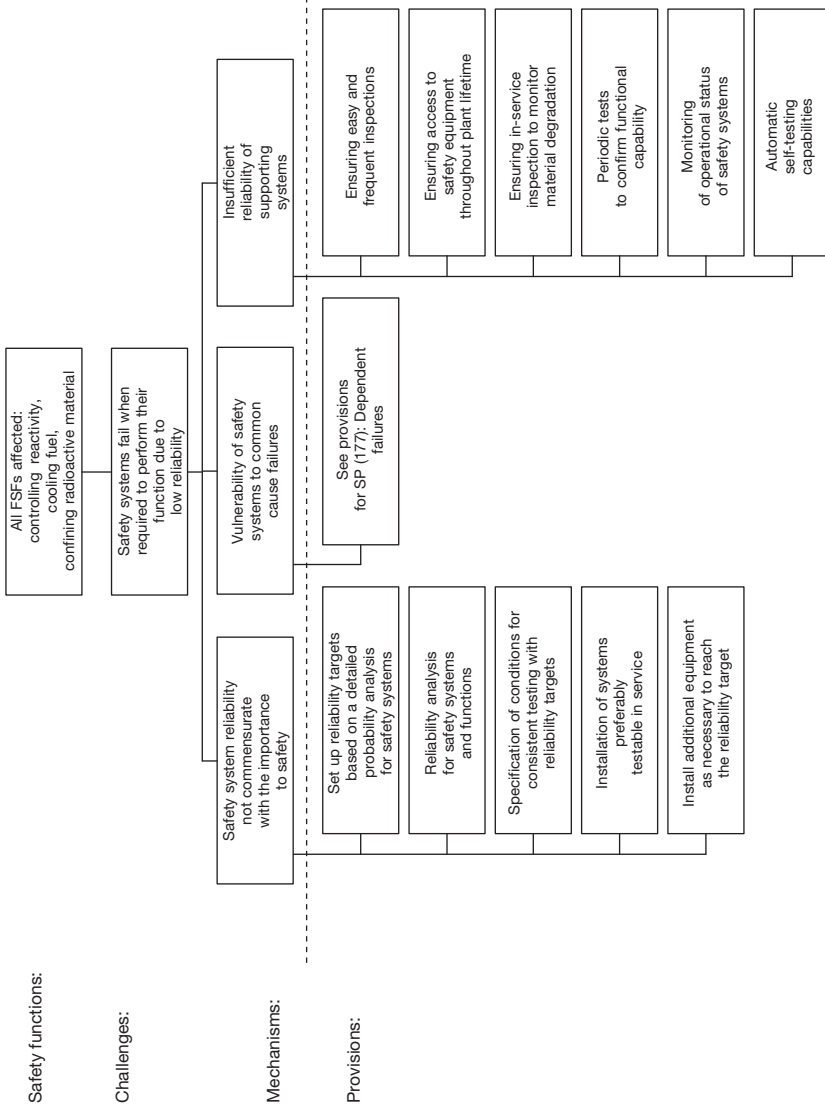 Safety functions:
All FSFs affected:
controlling reactivity,
cooling fuel,
confining radioactive material
Challenges:
Safety systems fail when
required to perform their
function due to
low reliability
Mechanisms:
Safety system reliability
not commensurate
with the importance
to safety
Vulnerability of safety
systems to common
cause failures
Insufficient
reliability of
supporting
systems
Provisions:
Set up reliability targets
based on a detailed
probability analysis
for safety systems
Reliability analysis
for safety systems
and functions
Specification of conditions for
consistent testing with
reliability targets
Installation of systems
preferably
testable in service
Install additional equipment
as necessary to reach
the reliability target
See provisions
for SP (177): Dependent
failures
Ensuring easy and
frequent inspections
Ensuring access to
safety equipment
throughout plant lifetime
Ensuring in-service
inspection to monitor
material degradation
Periodic tests
to confirm functional
capability
Monitoring
of operational status
of safety systems
Automatic
self-testing
capabilities